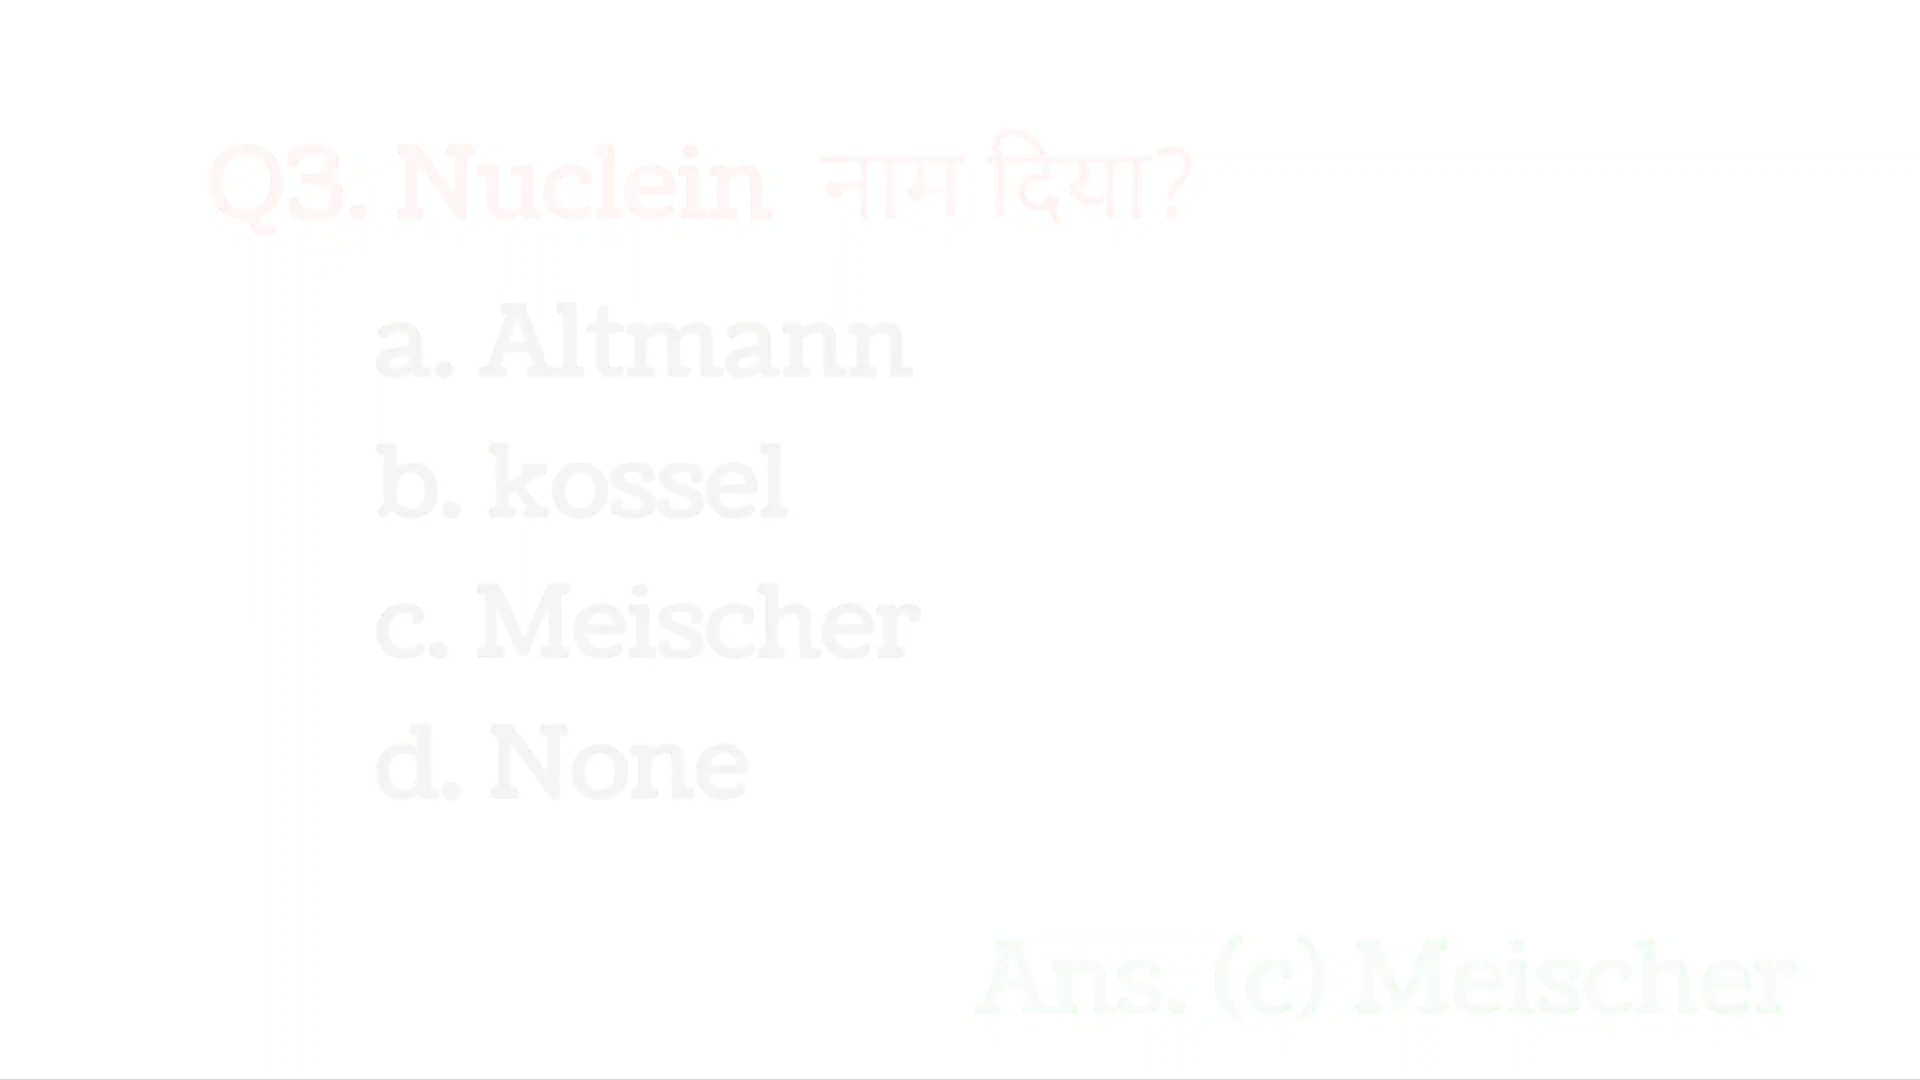 Q3. Nuclein नाम दिया?
a. Altmann
b. kossel
c. Meischer
d. None
Ans. (c) Meischer